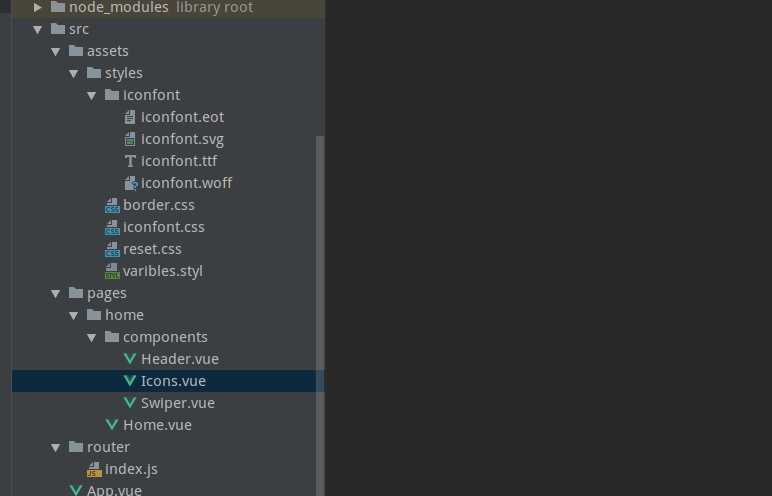 node_modules library root
src
assets
styles
iconfont
iconfont.eot
iconfont.svg
iconfont.ttf
iconfont.woff
border.css
iconfont.css
reset.css
varibles.styl
pages
home
components
Header.vue
Icons.vue
Swiper.vue
Home.vue
router
index.js
App.vue